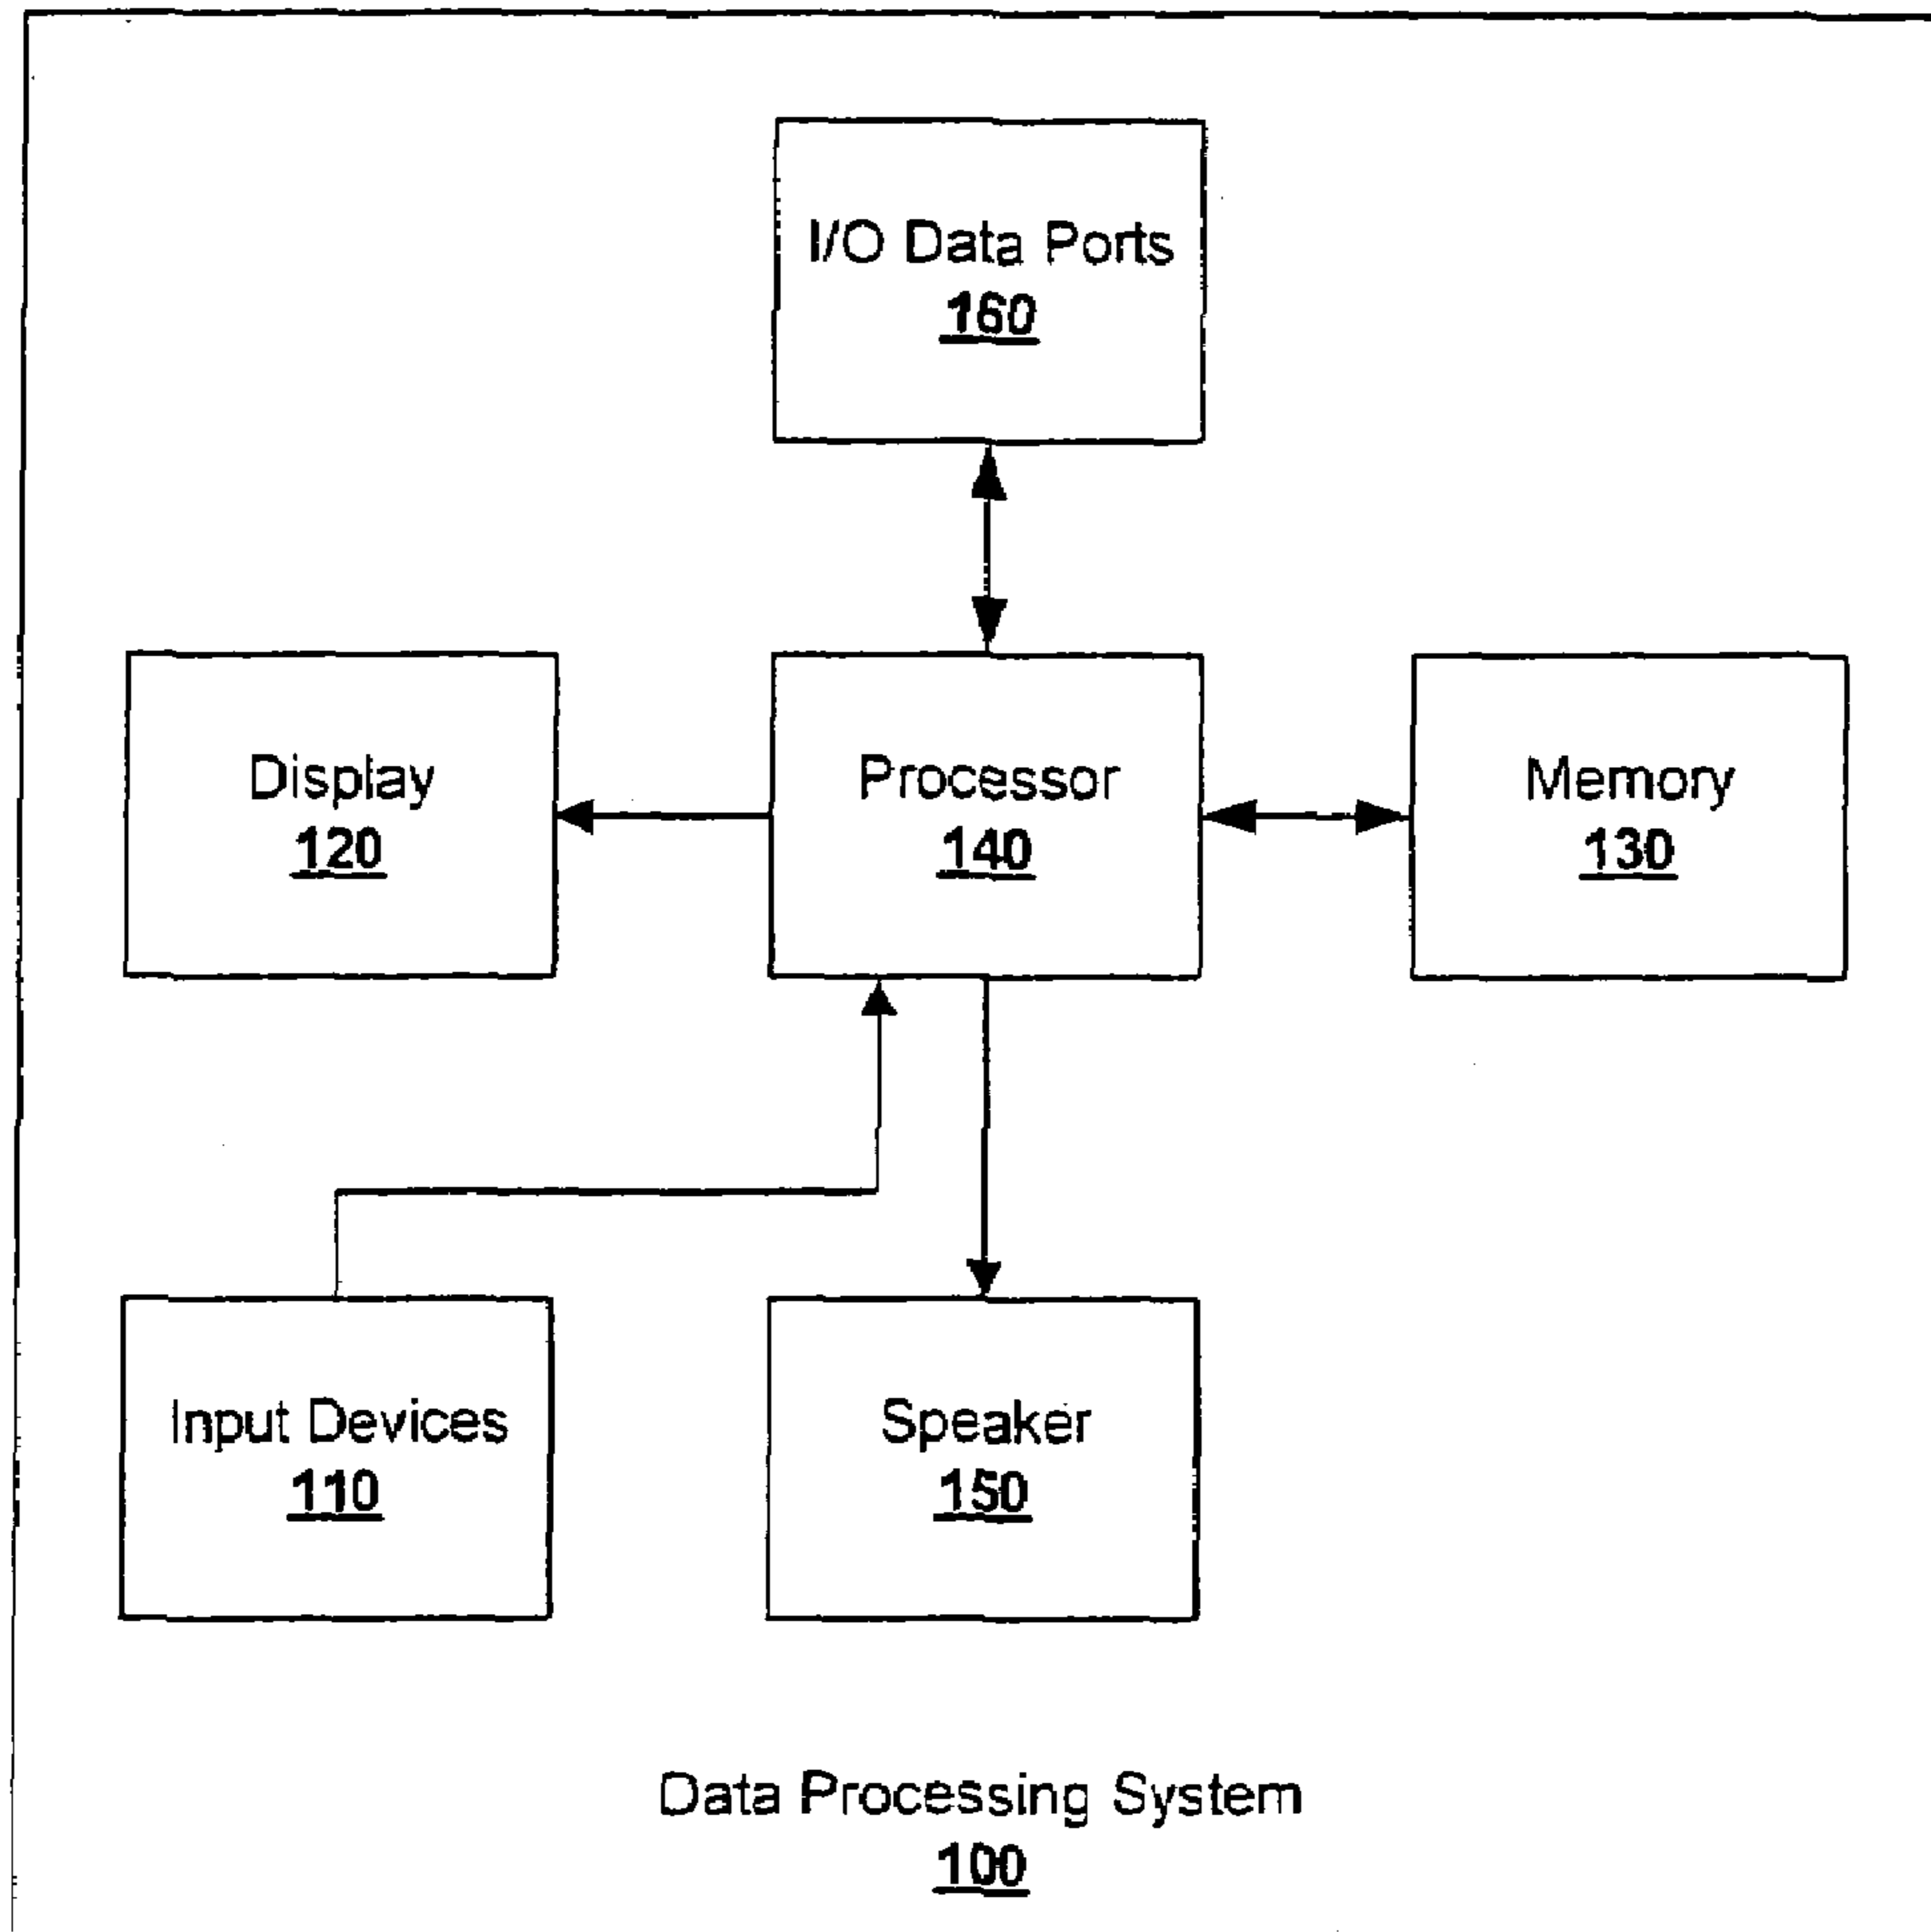 I/O Data Ports
160
Display
120
Processor
140
Memory
130
Input Devices
110
Speaker
150
Data Processing System
100